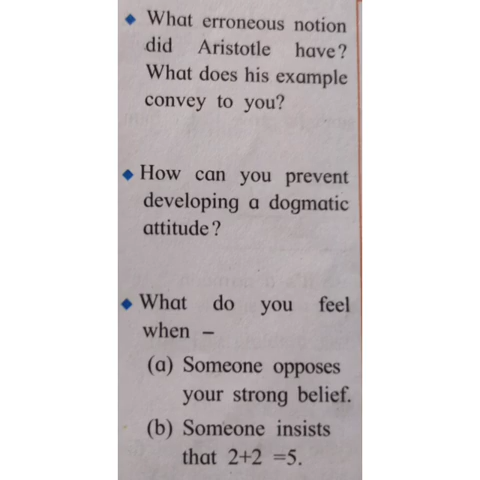 ◆ What erroneous notion
did Aristotle have?
What does his example
convey to you?
◆ How can you prevent
developing a dogmatic
attitude?
◆ What do you feel
when –
(a) Someone opposes
your strong belief.
(b) Someone insists
that 2+2 =5.